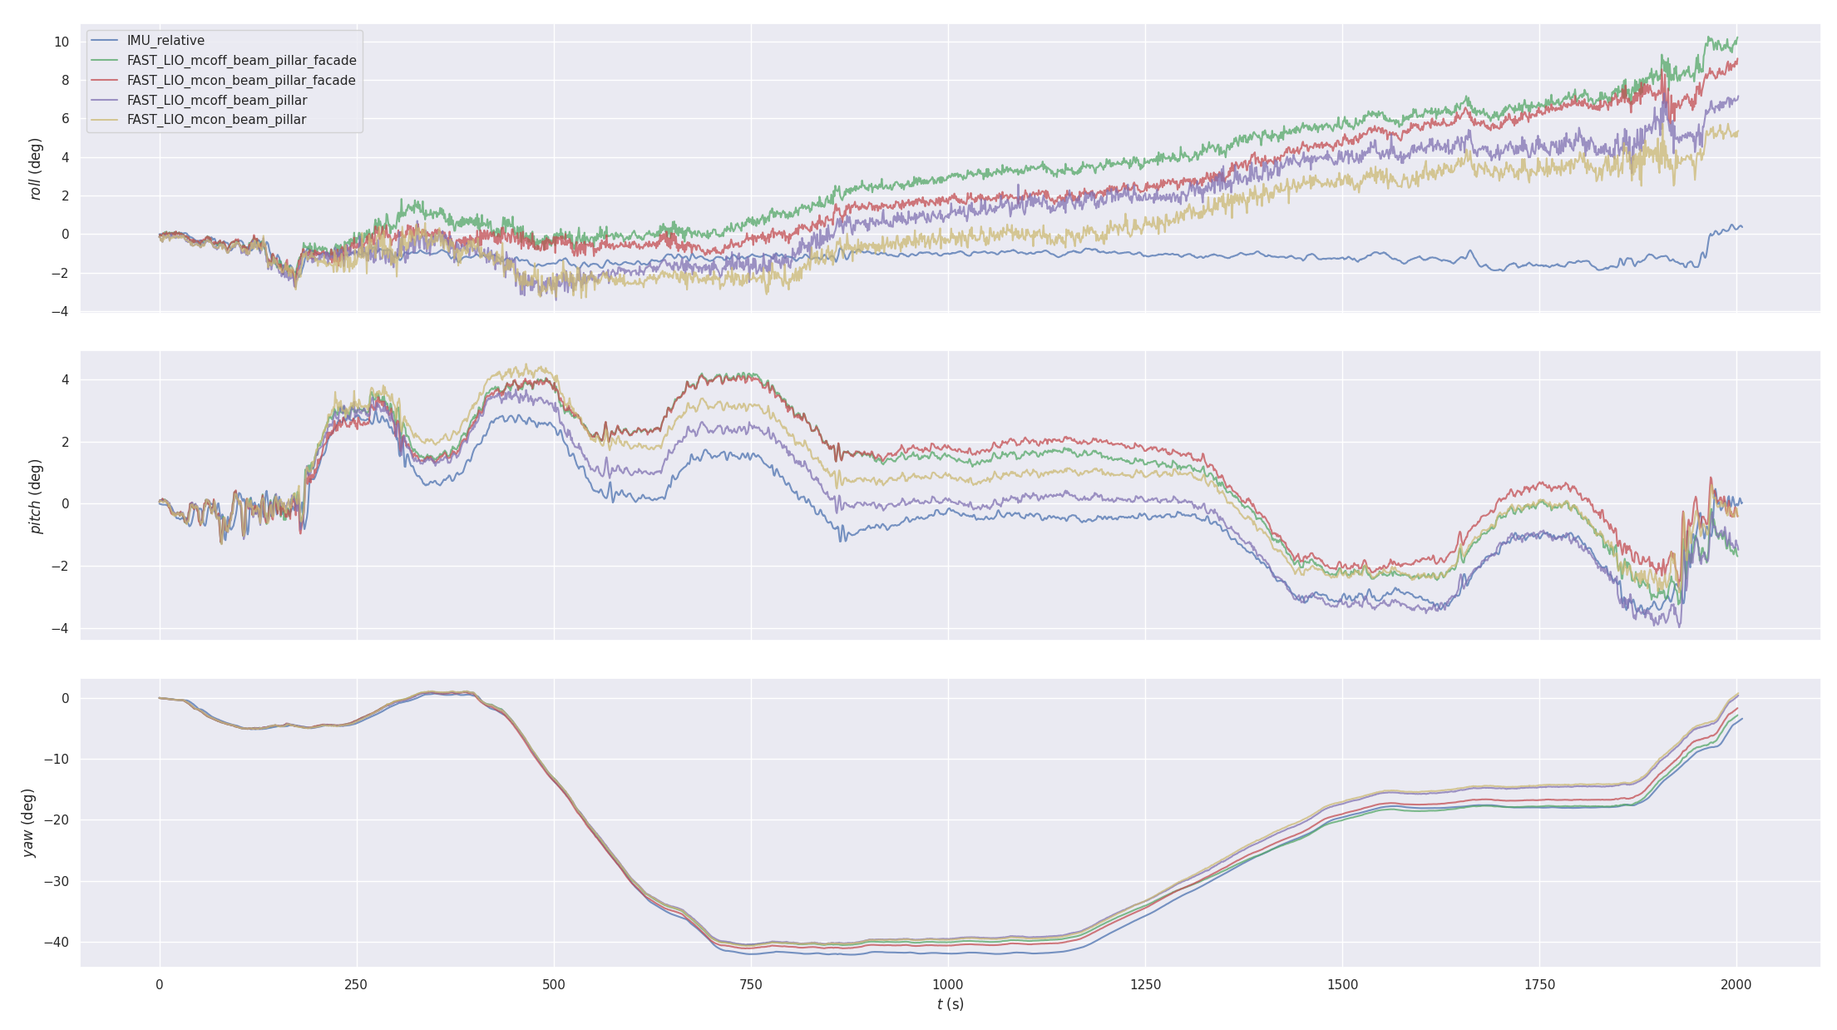 10
8
6
4
2
0
−2
−4
roll (deg)
IMU_relative
FAST_LIO_mcoff_beam_pillar_facade
FAST_LIO_mcon_beam_pillar_facade
FAST_LIO_mcoff_beam_pillar
FAST_LIO_mcon_beam_pillar
4
2
0
−2
−4
pitch (deg)
0
−10
−20
−30
−40
yaw (deg)
0 250 500 750 1000 1250 1500 1750 2000
t (s)